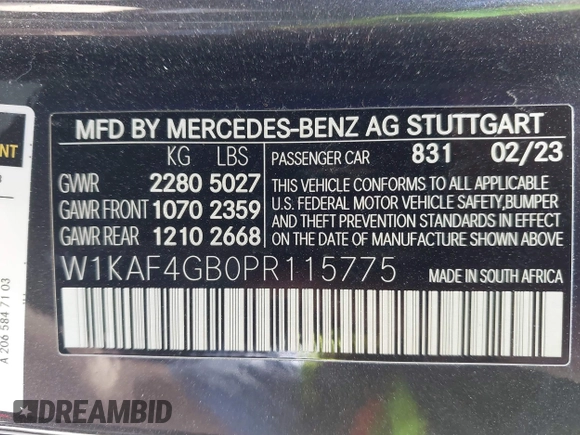 MFD BY MERCEDES-BENZ AG STUTTGART
KG LBS PASSENGER CAR 831 02/23
GVWR 2280 5027
GAWR FRONT 1070 2359
GAWR REAR 1210 2668
THIS VEHICLE CONFORMS TO ALL APPLICABLE
U.S. FEDERAL MOTOR VEHICLE SAFETY,BUMPER
AND THEFT PREVENTION STANDARDS IN EFFECT
ON THE DATE OF MANUFACTURE SHOWN ABOVE.
W1KAF4GB0PR115775 MADE IN SOUTH AFRICA
A 206 584 71 03
DREAMBID